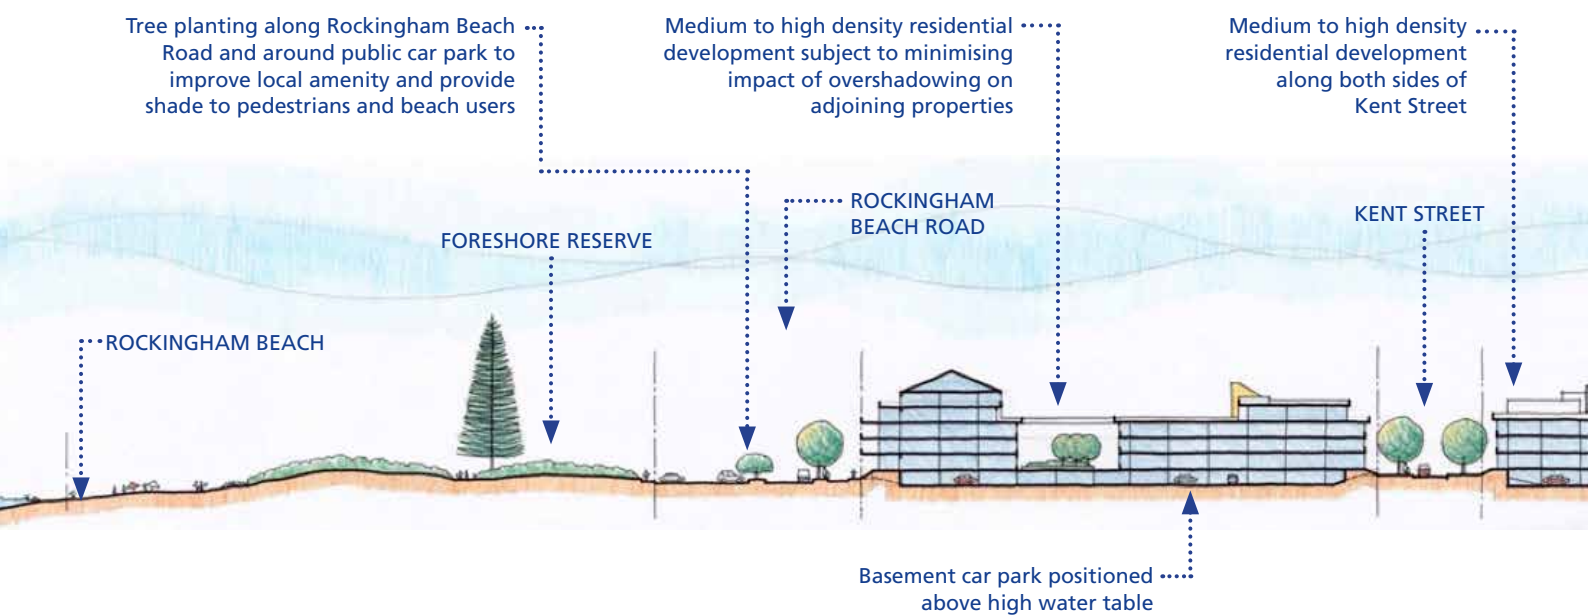 Tree planting along Rockingham Beach
Road and around public car park to
improve local amenity and provide
shade to pedestrians and beach users
Medium to high density residential
development subject to minimising
impact of overshadowing on
adjoining properties
Medium to high density
residential development
along both sides of
Kent Street
ROCKINGHAM
BEACH ROAD
KENT STREET
FORESHORE RESERVE
ROCKINGHAM BEACH
Basement car park positioned
above high water table